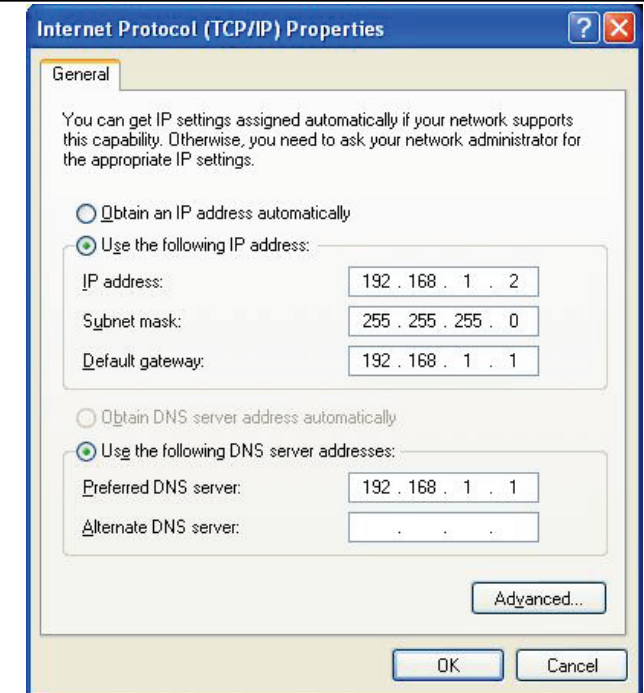 Internet Protocol (TCP/IP) Properties
General
You can get IP settings assigned automatically if your network supports
this capability. Otherwise, you need to ask your network administrator for
the appropriate IP settings.
Obtain an IP address automatically
Use the following IP address:
IP address: 192 . 168 . 1 . 2
Subnet mask: 255 . 255 . 255 . 0
Default gateway: 192 . 168 . 1 . 1
Obtain DNS server address automatically
Use the following DNS server addresses:
Preferred DNS server: 192 . 168 . 1 . 1
Alternate DNS server: . . .
Advanced...
OK Cancel